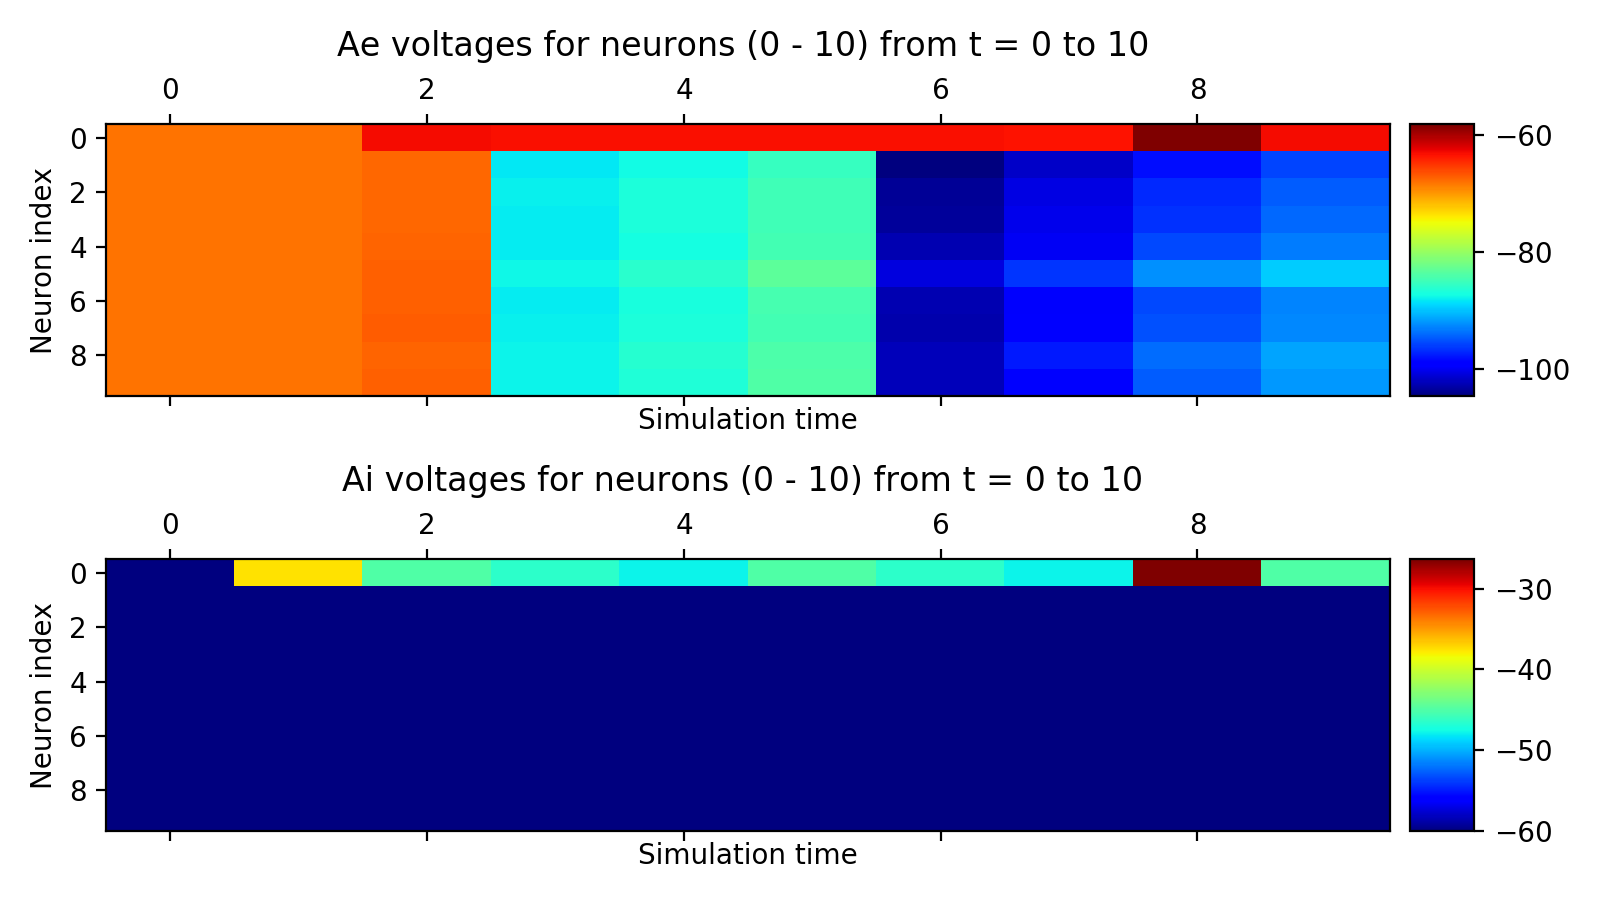 Ae voltages for neurons (0 - 10) from t = 0 to 10
0 2 4 6 8
Neuron index
0
2
4
6
8
−60
−80
−100
Simulation time
Ai voltages for neurons (0 - 10) from t = 0 to 10
0 2 4 6 8
Neuron index
0
2
4
6
8
−30
−40
−50
−60
Simulation time